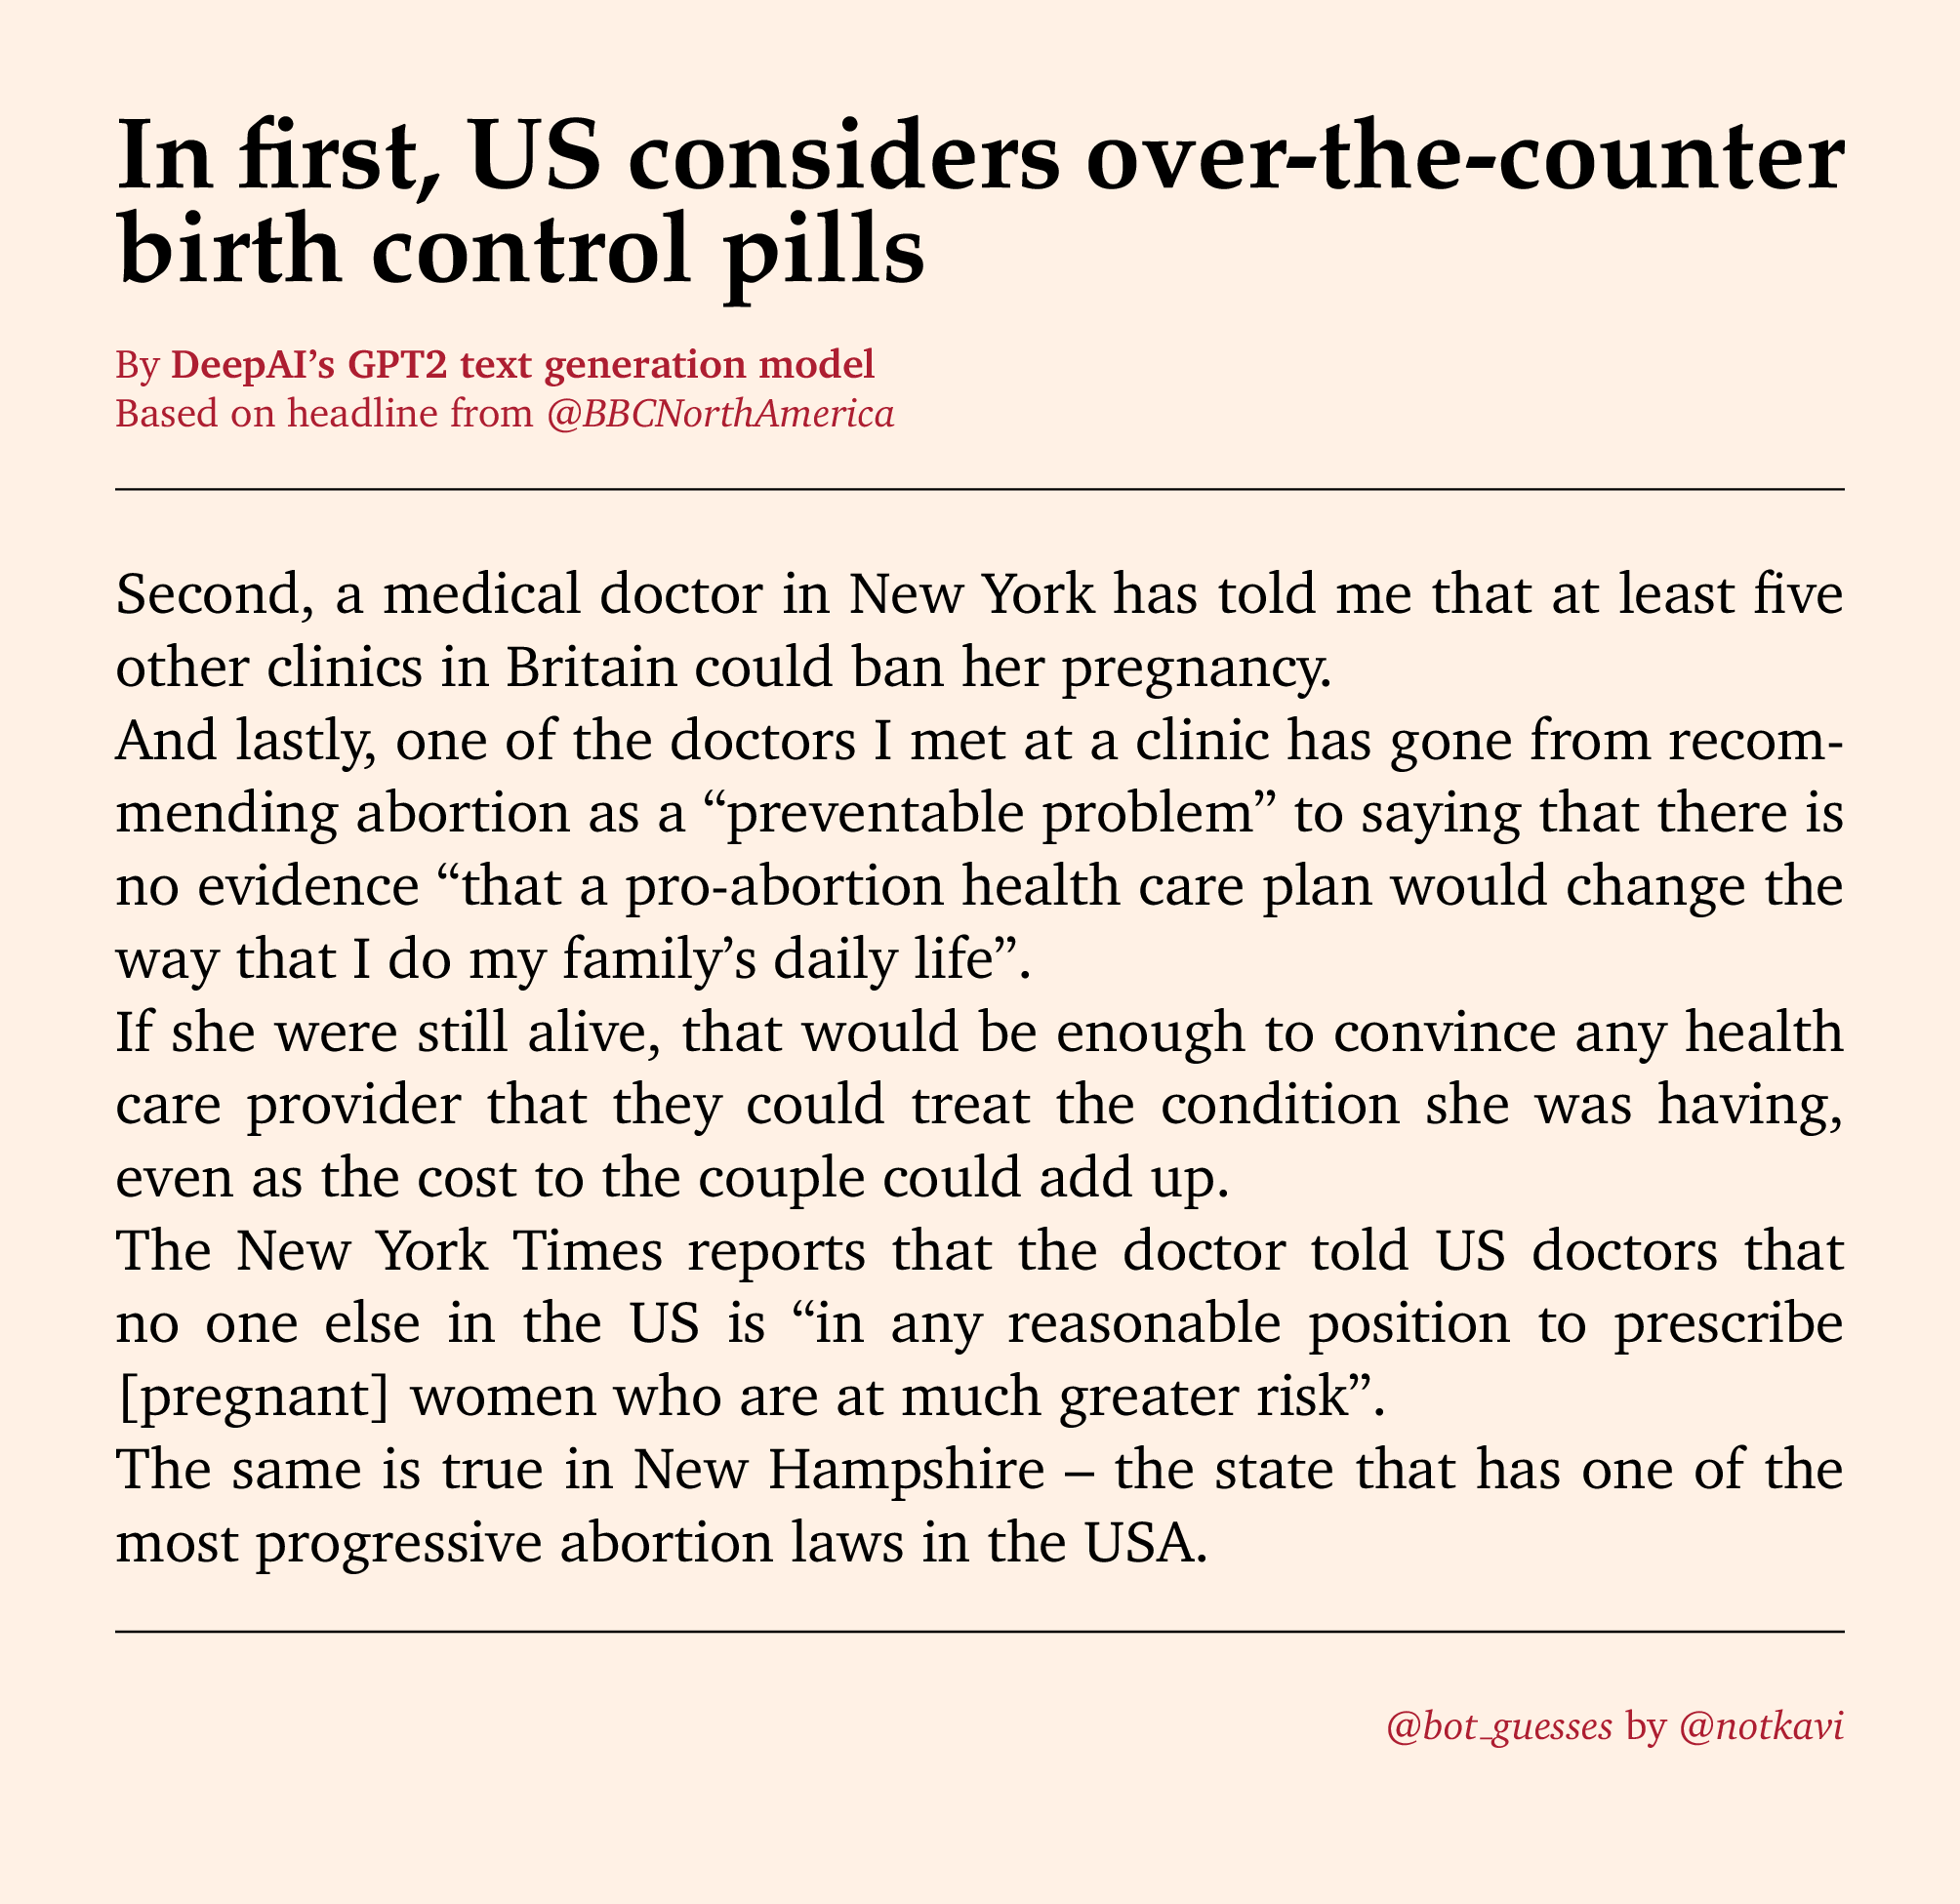 In first, US considers over-the-counter
birth control pills
By DeepAI’s GPT2 text generation model
Based on headline from @BBCNorthAmerica
Second, a medical doctor in New York has told me that at least five
other clinics in Britain could ban her pregnancy.
And lastly, one of the doctors I met at a clinic has gone from recom-
mending abortion as a “preventable problem” to saying that there is
no evidence “that a pro-abortion health care plan would change the
way that I do my family’s daily life”.
If she were still alive, that would be enough to convince any health
care provider that they could treat the condition she was having,
even as the cost to the couple could add up.
The New York Times reports that the doctor told US doctors that
no one else in the US is “in any reasonable position to prescribe
[pregnant] women who are at much greater risk”.
The same is true in New Hampshire – the state that has one of the
most progressive abortion laws in the USA.
@bot_guesses by @notkavi